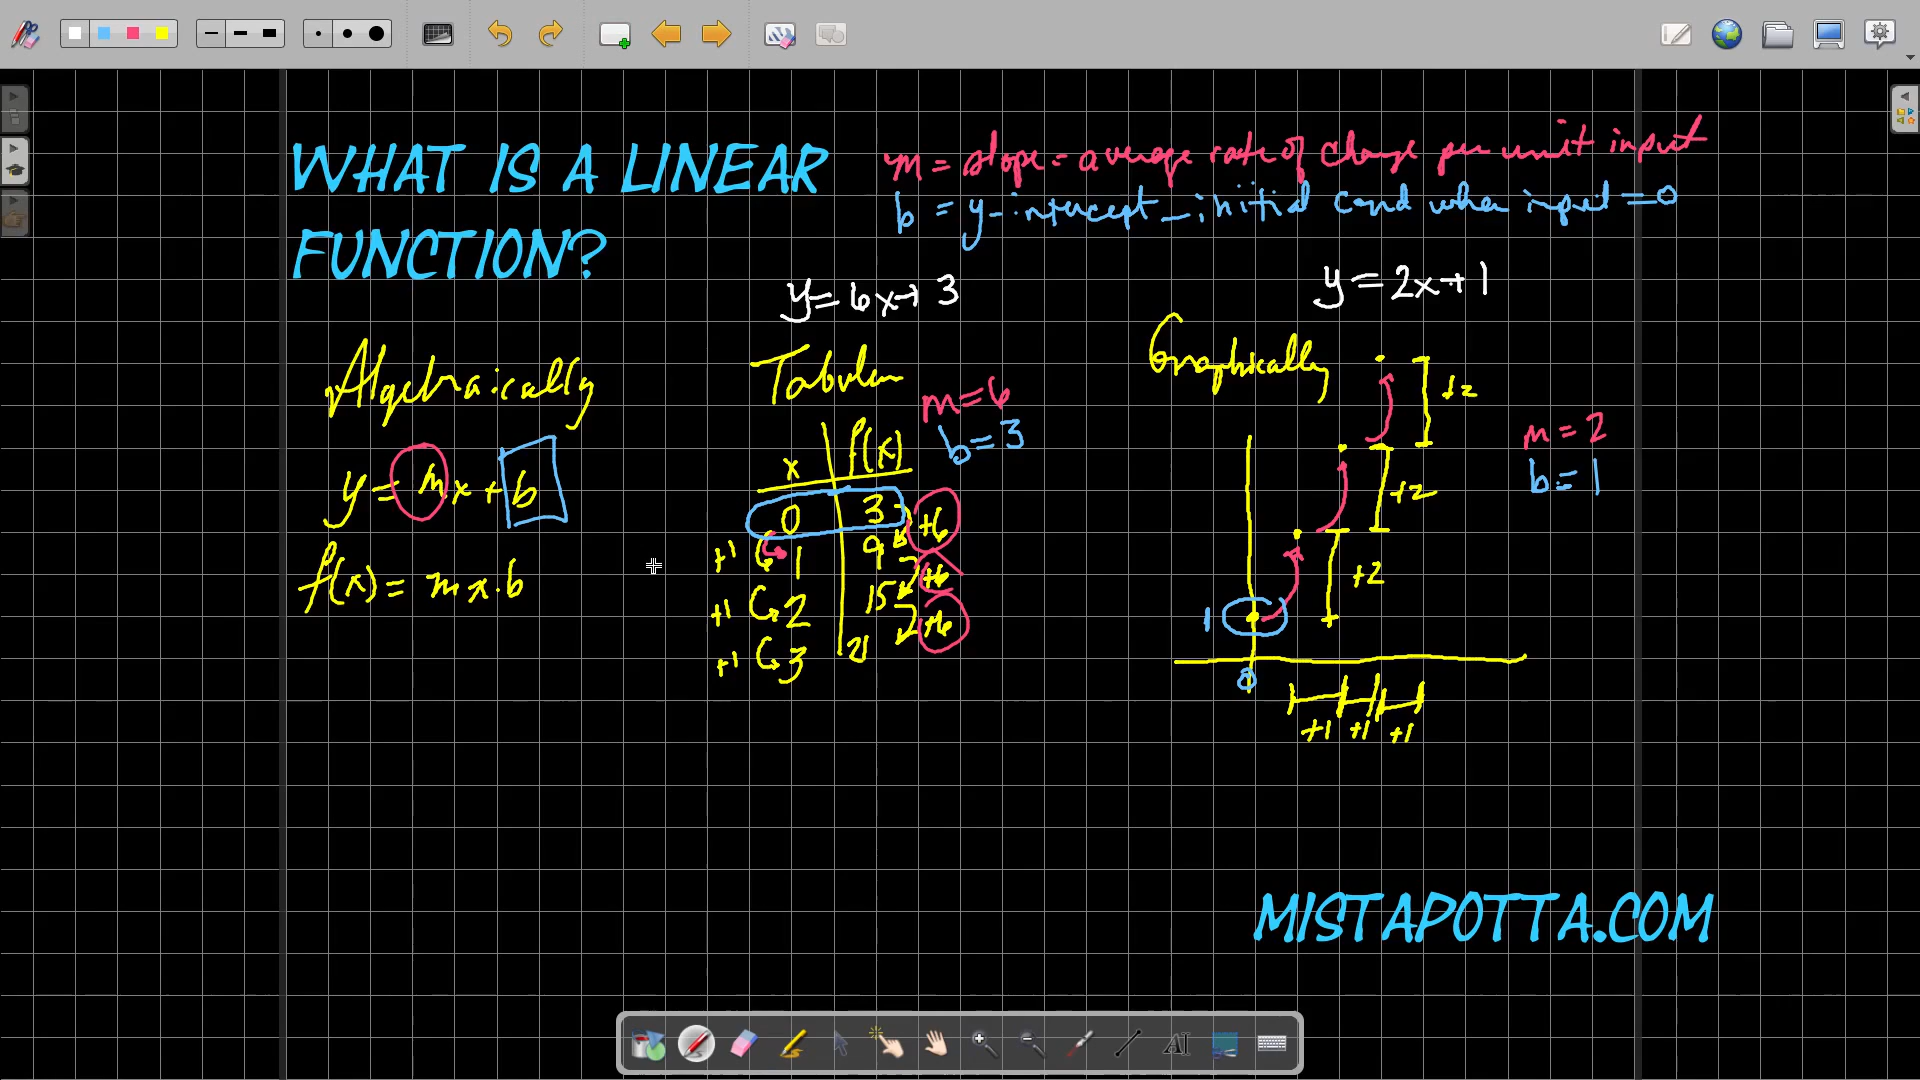 WHAT IS A LINEAR
FUNCTION?
m = slope = average rate of change per unit input
b = y-intercept - initial cond when input = 0
y = 6x + 3
y = 2x + 1
Algebraically
y = mx + b
f(x) = mx · b
Tabular
m = 6
b = 3
x f(x)
0 3
+6
+1 1 9
+6
+1 2 15
+6
+1 3 21
Graphically
+2
+2
+2
m = 2
b = 1
1
0
+1 +1 +1
MISTAPOTTA.COM
AI